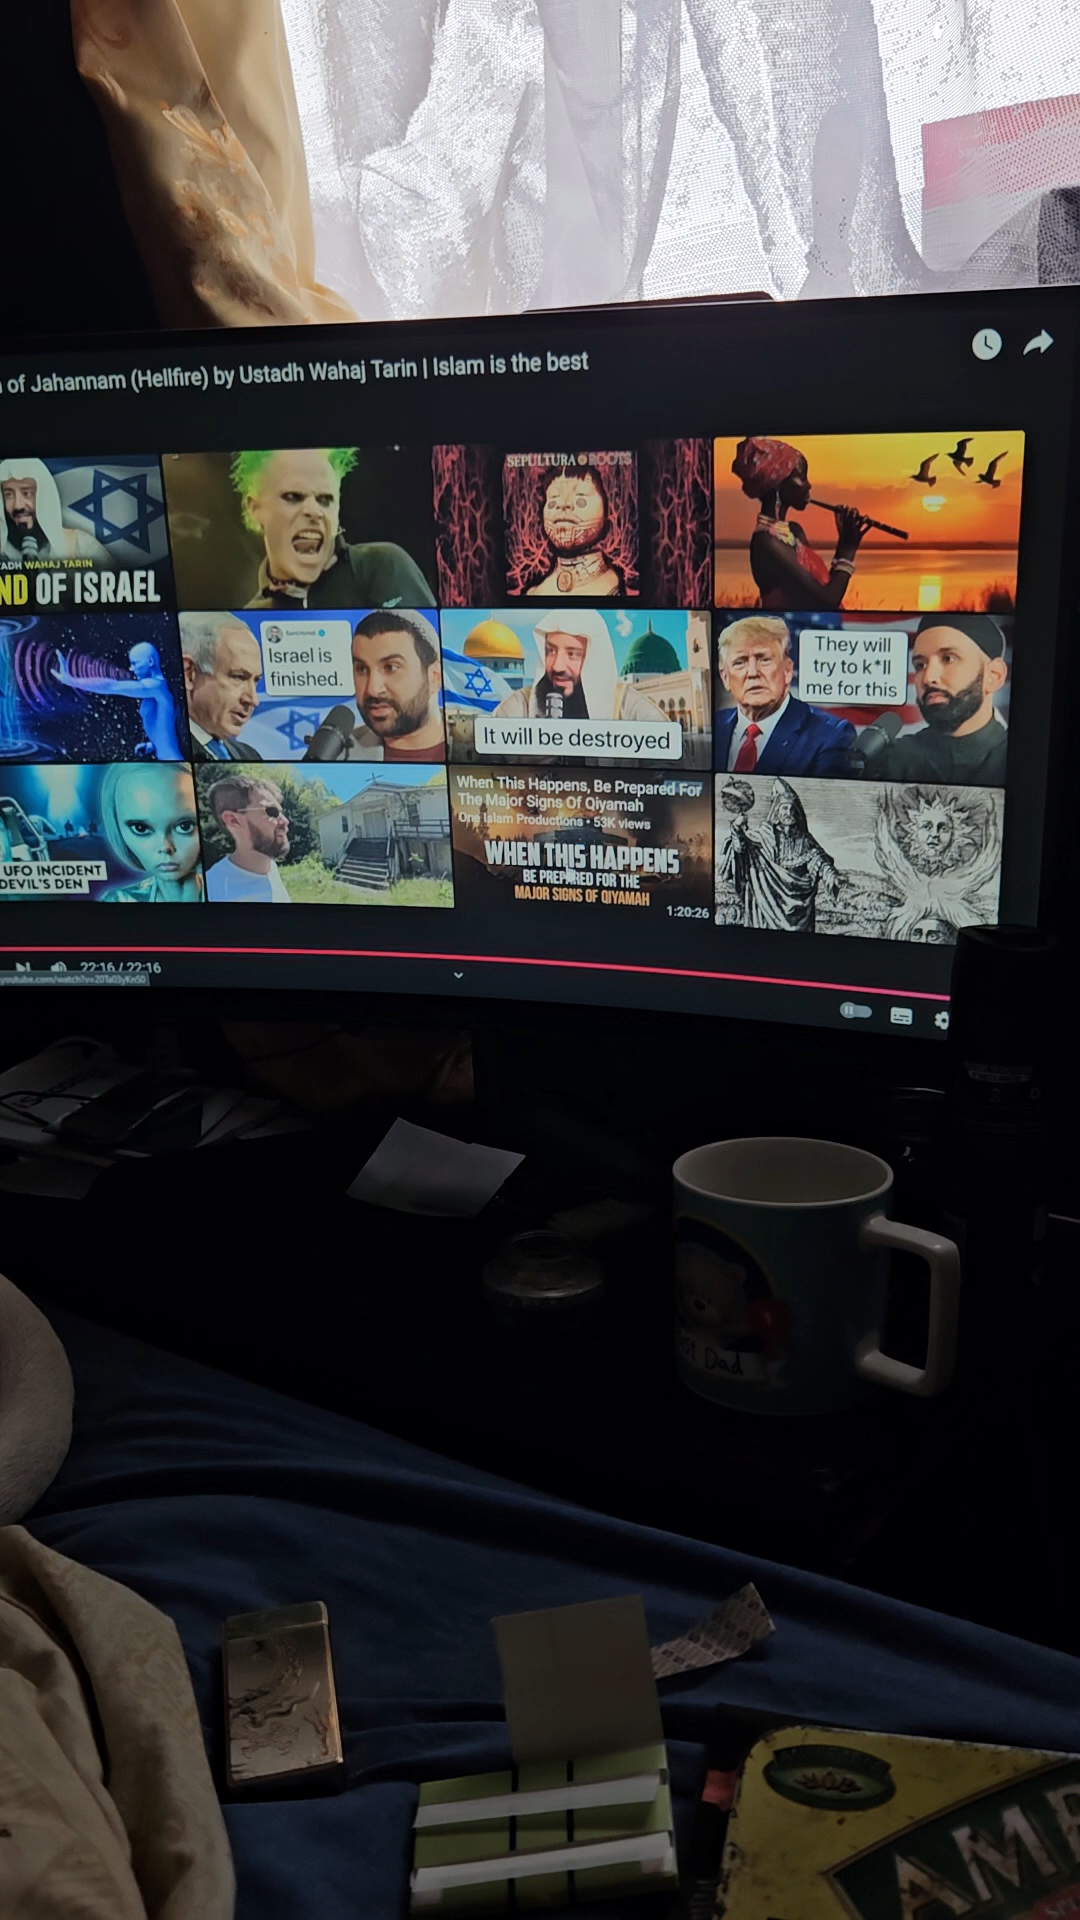 of Jahannam (Hellfire) by Ustadh Wahaj Tarin | Islam is the best
WAHAJ TARIN
OF ISRAEL
SEPULTURA ROOTS
Israel is
finished.
It will be destroyed
They will
try to k*ll
me for this
UFO INCIDENT
DEVIL'S DEN
When This Happens, Be Prepared For
The Major Signs Of Qiyamah
One Islam Productions • 53K views
WHEN THIS HAPPENS
BE PREPARED FOR THE
MAJOR SIGNS OF QIYAMAH
1:20:26
22:16 / 22:16
Dad